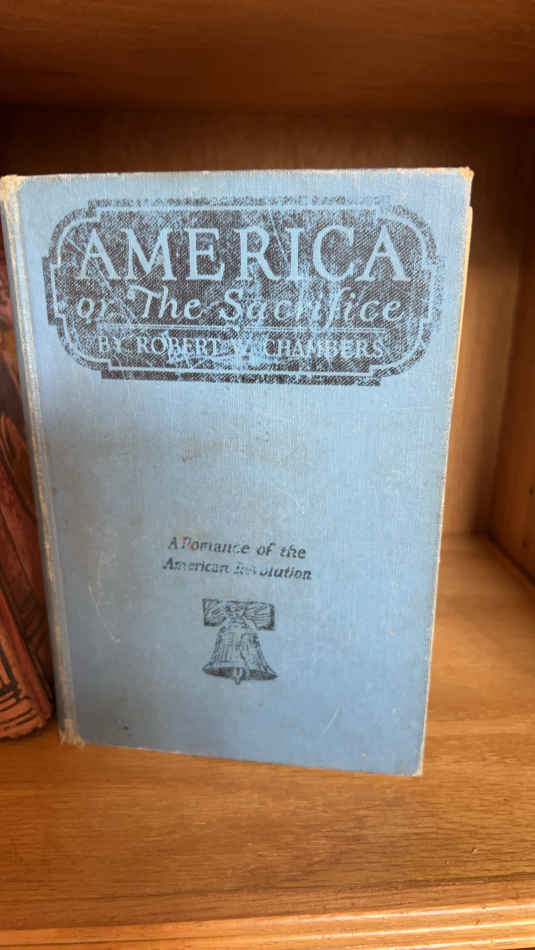 AMERICA
or The Sacrifice
BY ROBERT W. CHAMBERS
A Romance of the
American Revolution